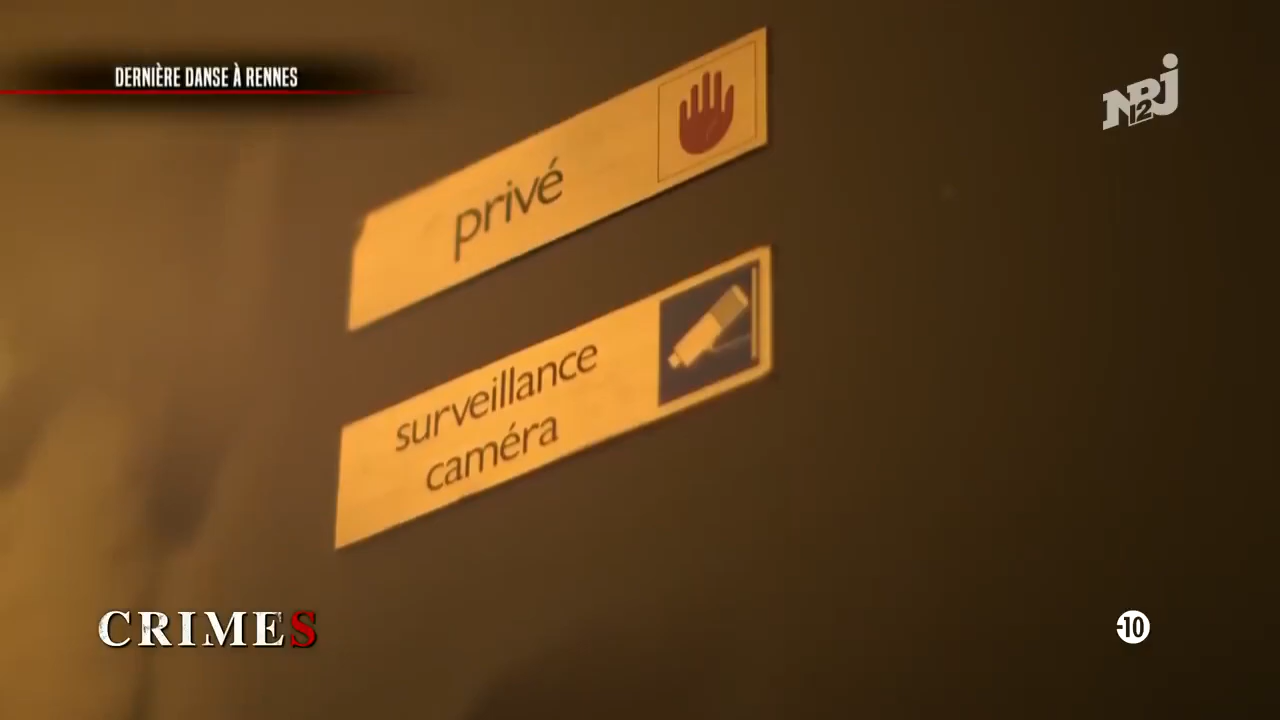 DERNIÈRE DANSE À RENNES
NRJ
12
privé
surveillance
caméra
CRIMES
-10